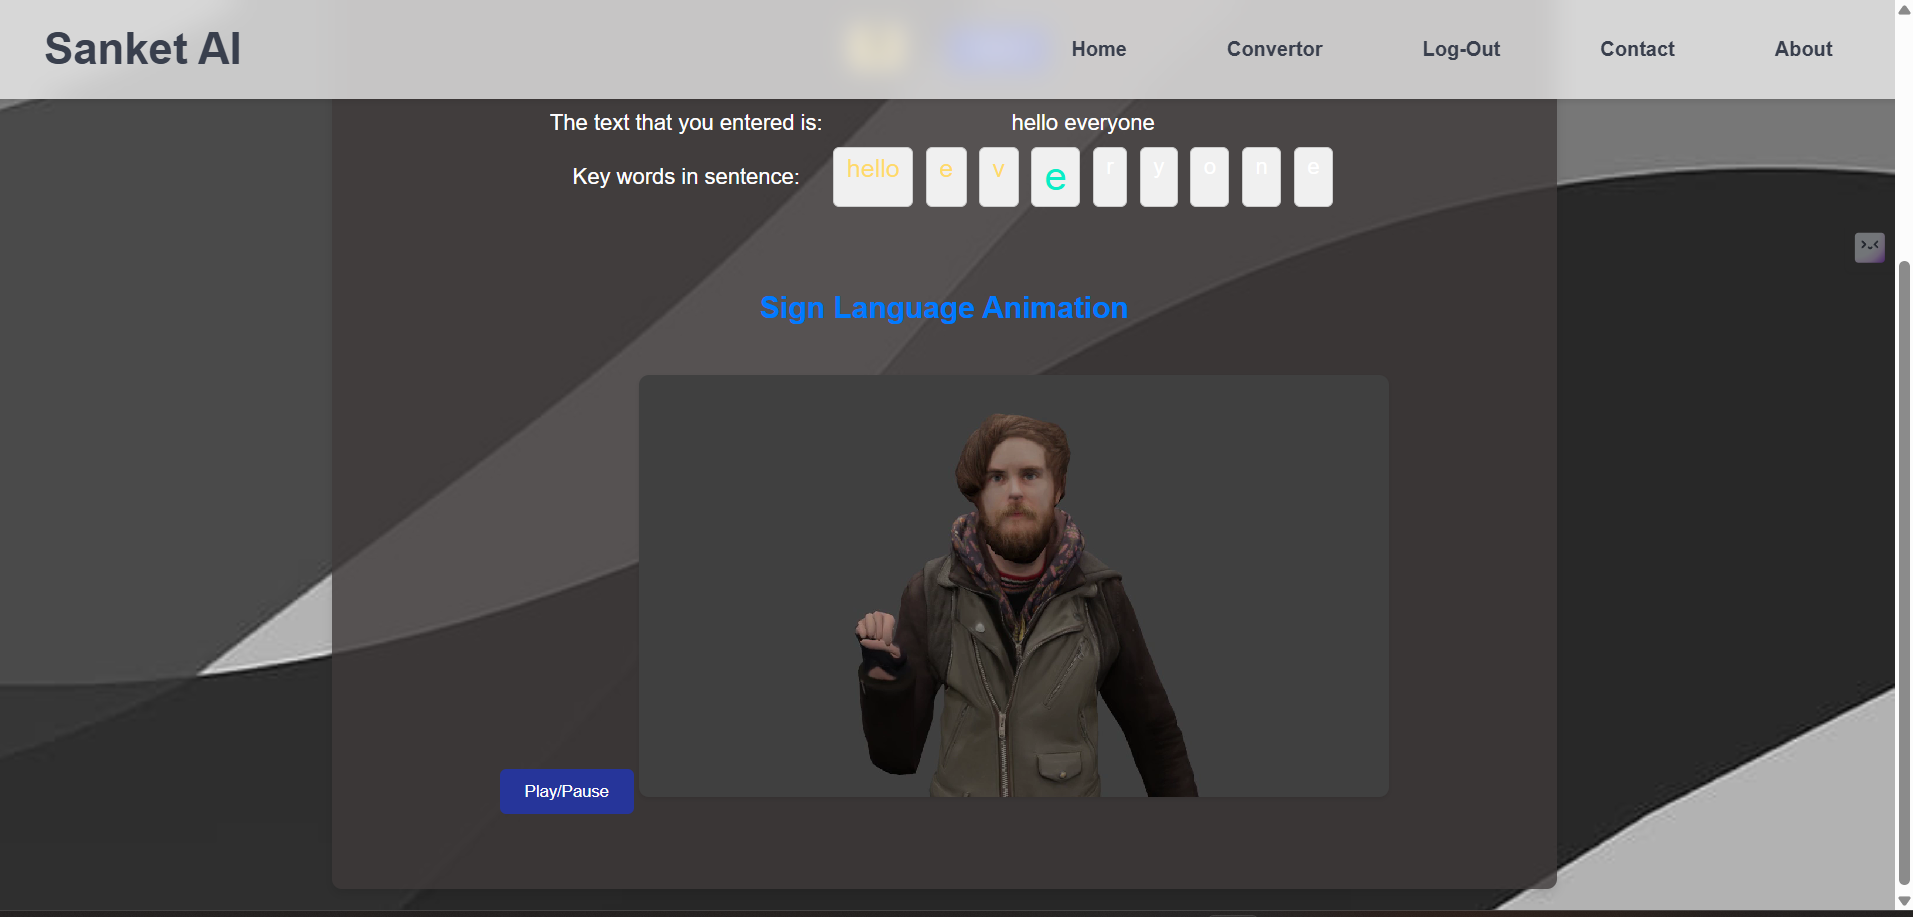 Sanket AI
Home Convertor Log-Out Contact About
The text that you entered is: hello everyone
Key words in sentence: hello e v e r y o n e
Sign Language Animation
Play/Pause